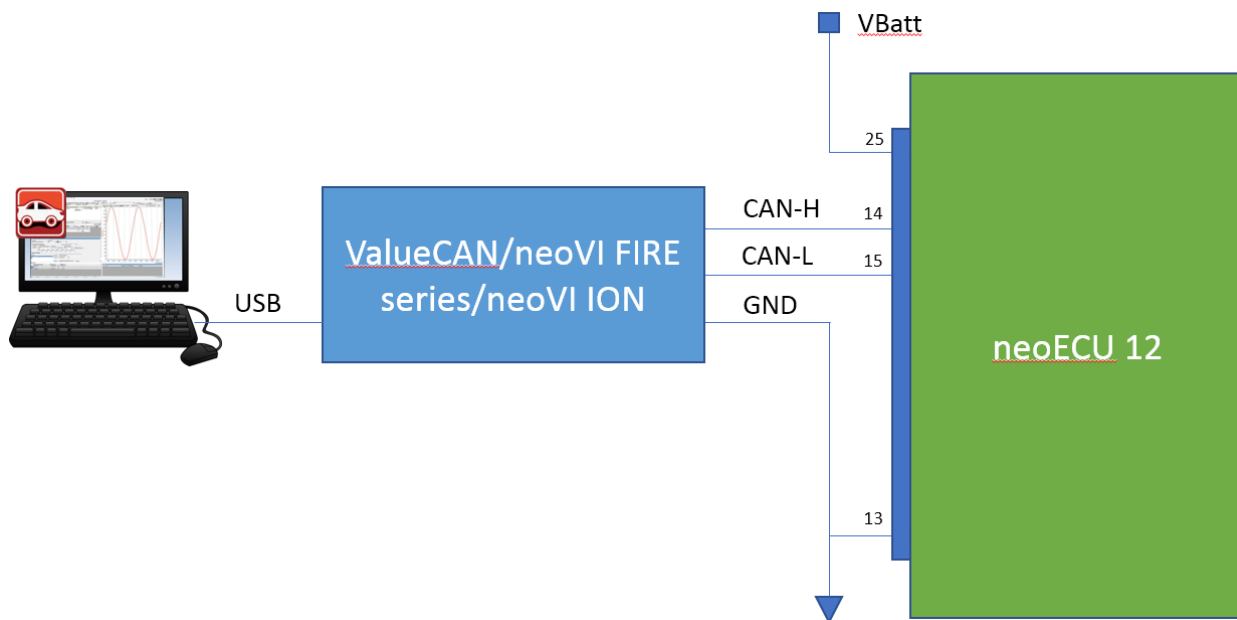 VBatt
25
CAN-H
14
CAN-L
15
USB
ValueCAN/neoVI FIRE
series/neoVI ION
GND
neoECU 12
13